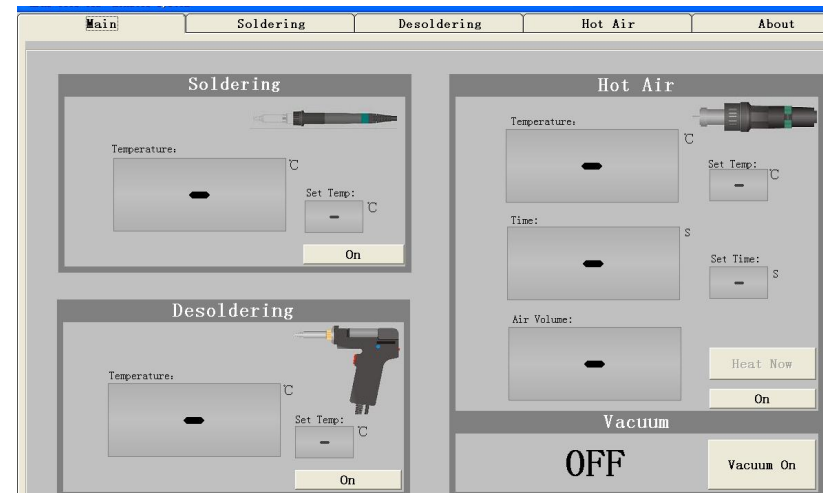 Main
Soldering
Desoldering
Hot Air
About
Soldering
Temperature:
℃
-
Set Temp:
℃
-
On
Desoldering
Temperature:
℃
-
Set Temp:
℃
-
On
Hot Air
Temperature:
℃
-
Set Temp:
℃
-
Time:
S
-
Set Time:
S
-
Air Volume:
-
Heat Now
On
Vacuum
OFF
Vacuum On